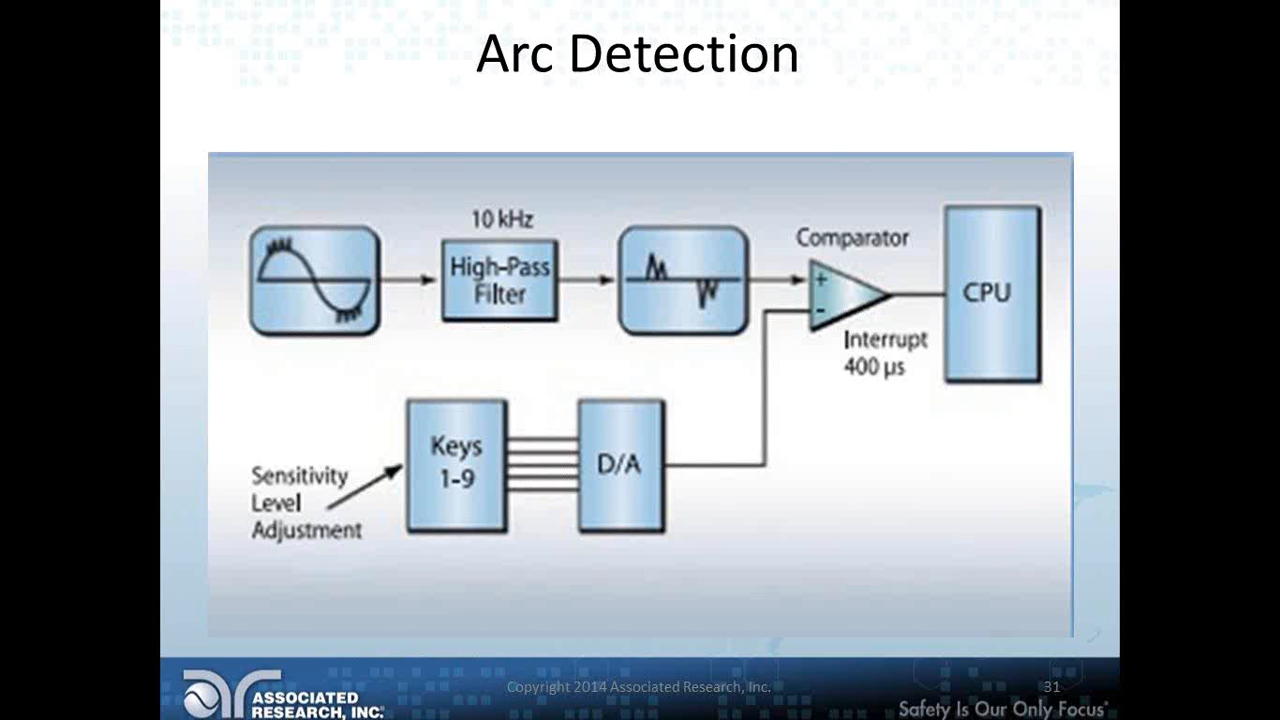 Arc Detection
10 kHz
High-Pass
Filter
Comparator
+
-
CPU
Interrupt
400 µs
Keys
1-9
D/A
Sensitivity
Level
Adjustment
ASSOCIATED
RESEARCH, INC.
Copyright 2014 Associated Research, Inc.
31
Safety Is Our Only Focus®